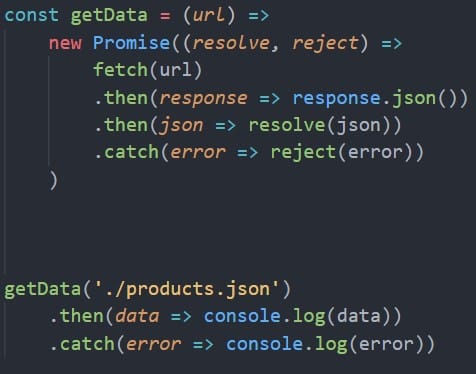 const getData = (url) =>
    new Promise((resolve, reject) =>
        fetch(url)
        .then(response => response.json())
        .then(json => resolve(json))
        .catch(error => reject(error))
    )
getData('./products.json')
    .then(data => console.log(data))
    .catch(error => console.log(error))